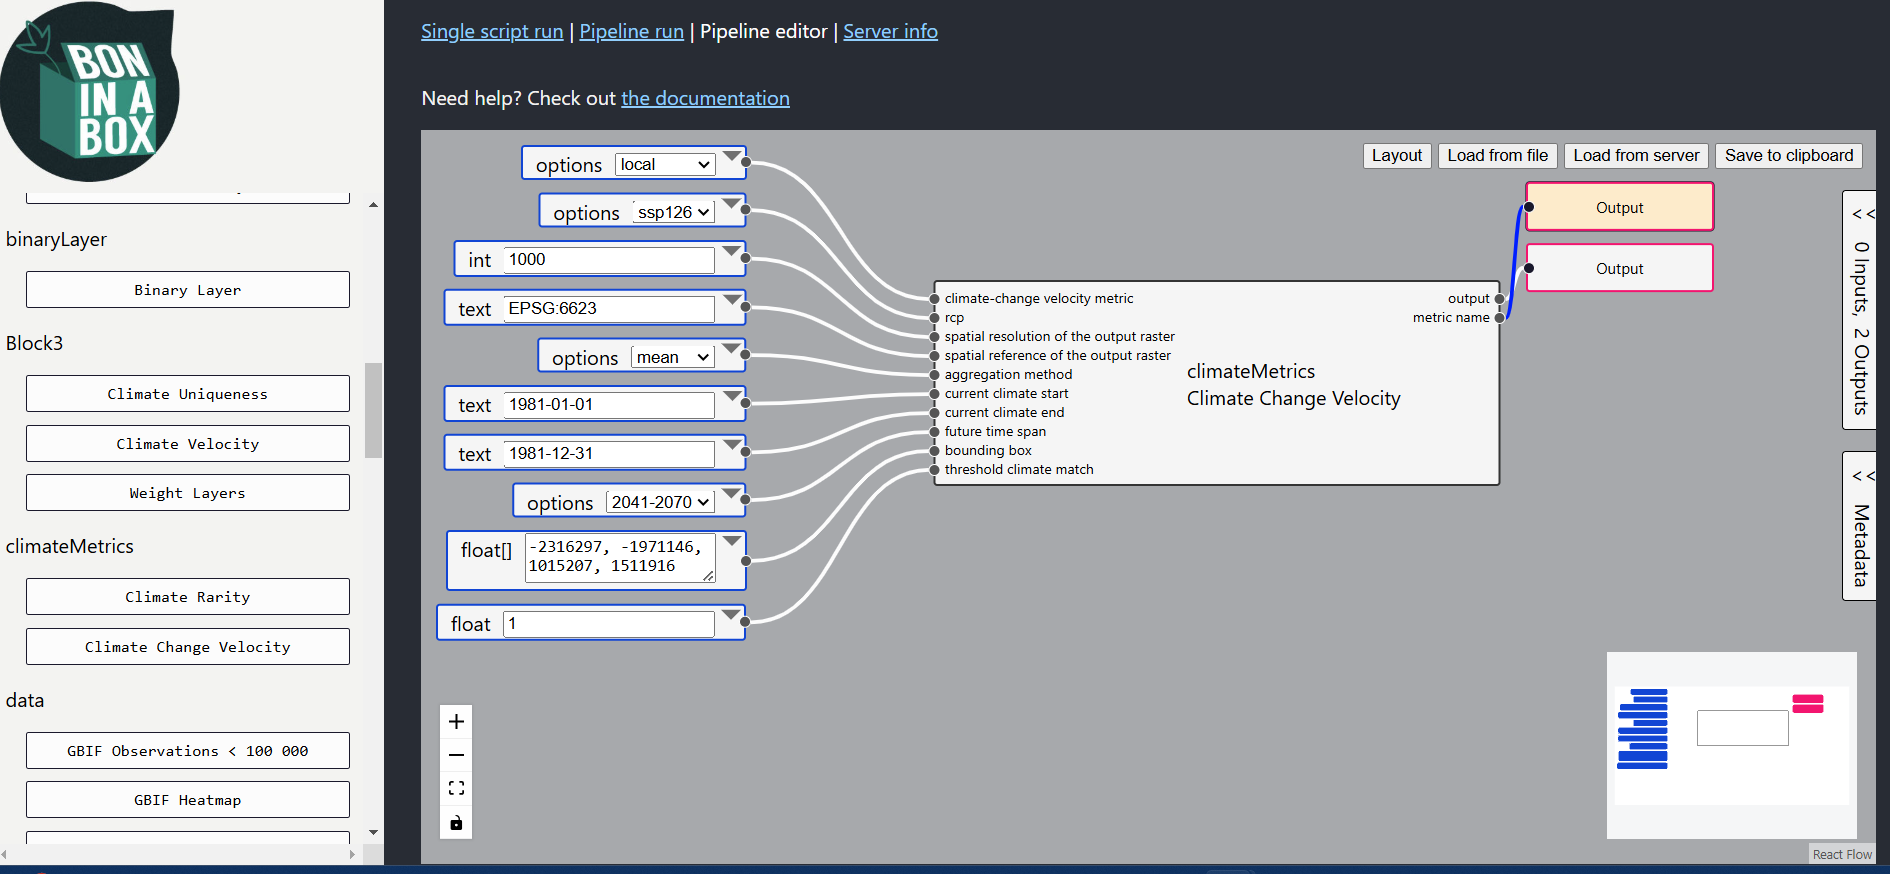 BON
IN A
BOX
binaryLayer
Binary Layer
Block3
Climate Uniqueness
Climate Velocity
Weight Layers
climateMetrics
Climate Rarity
Climate Change Velocity
data
GBIF Observations < 100 000
GBIF Heatmap
Single script run | Pipeline run | Pipeline editor | Server info
Need help? Check out the documentation
Layout
Load from file
Load from server
Save to clipboard
options local
options ssp126
int 1000
text EPSG:6623
options mean
text 1981-01-01
text 1981-12-31
options 2041-2070
float[] -2316297, -1971146,
1015207, 1511916
float 1
climate-change velocity metric
rcp
spatial resolution of the output raster
spatial reference of the output raster
aggregation method
current climate start
current climate end
future time span
bounding box
threshold climate match
climateMetrics
Climate Change Velocity
output
metric name
Output
Output
<< 0 Inputs, 2 Outputs
<< Metadata
React Flow